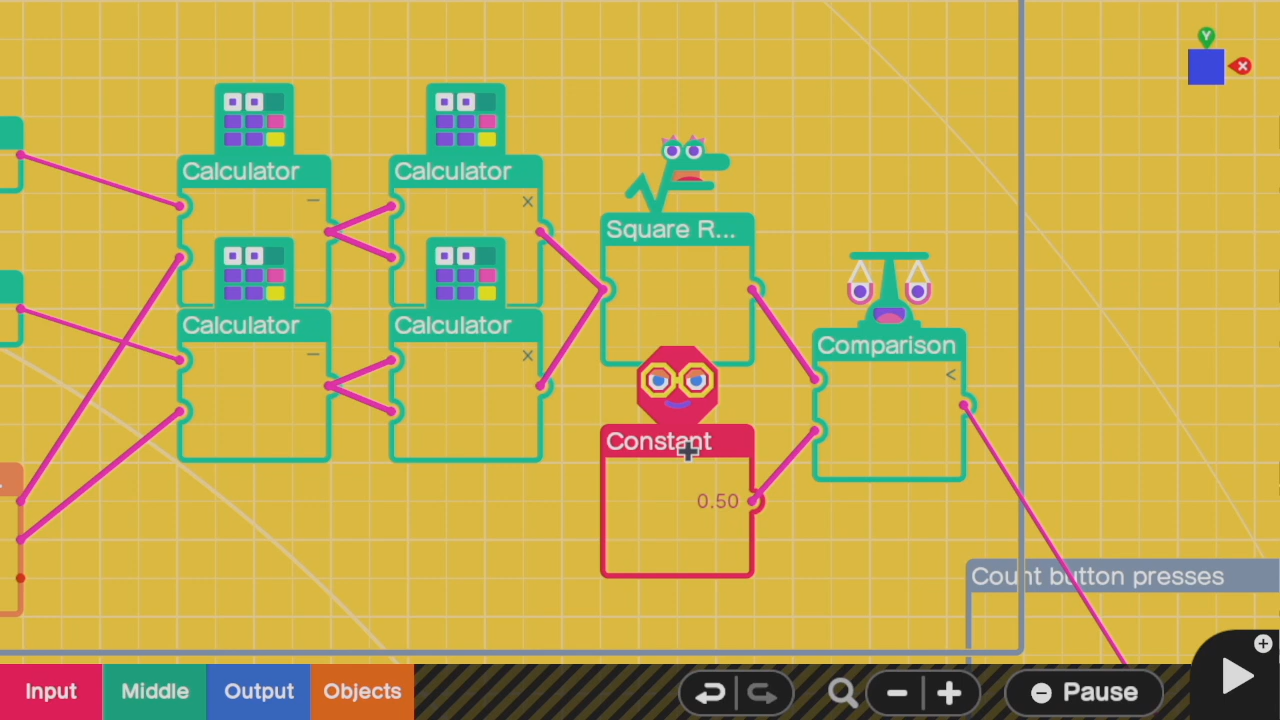 Y
Calculator
−
Calculator
×
Square R...
Calculator
−
Calculator
×
Comparison
<
Constant
0.50
Count button presses
Input
Middle
Output
Objects
Pause